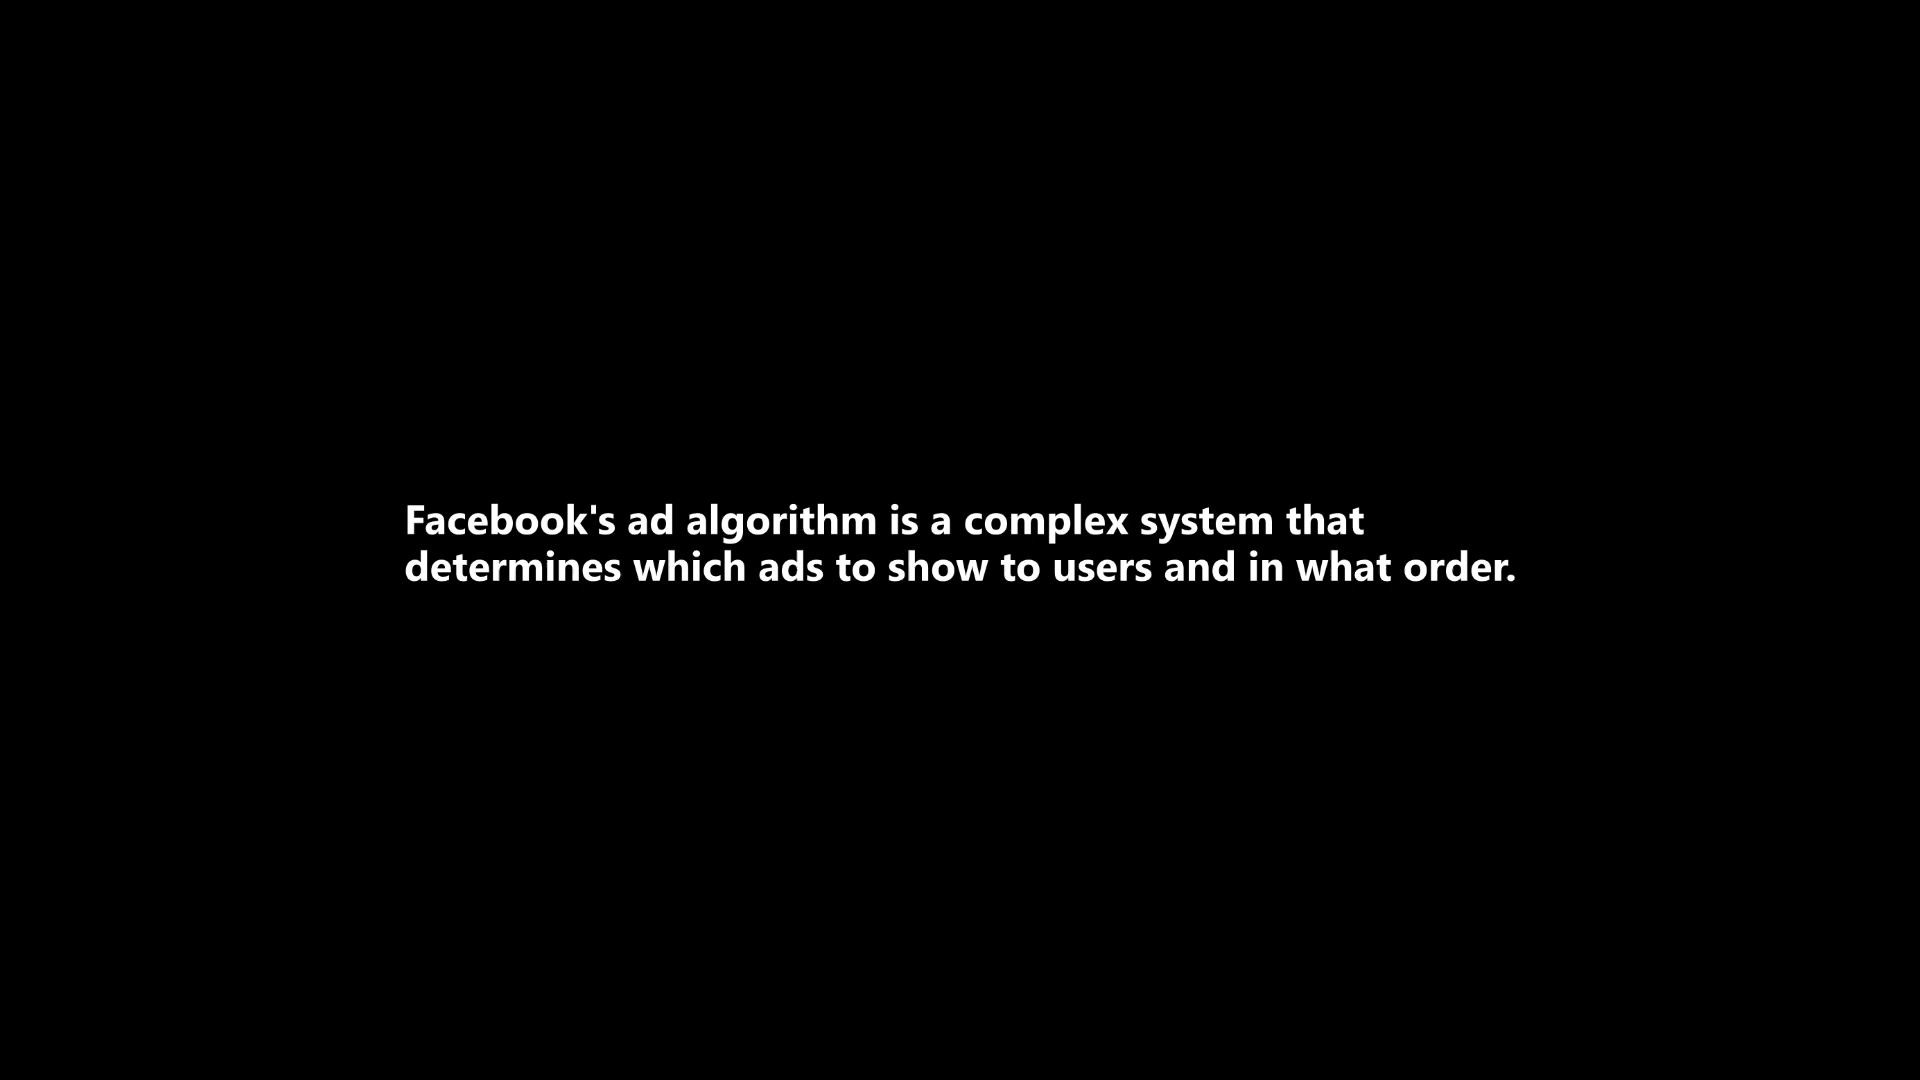 Facebook's ad algorithm is a complex system that
determines which ads to show to users and in what order.